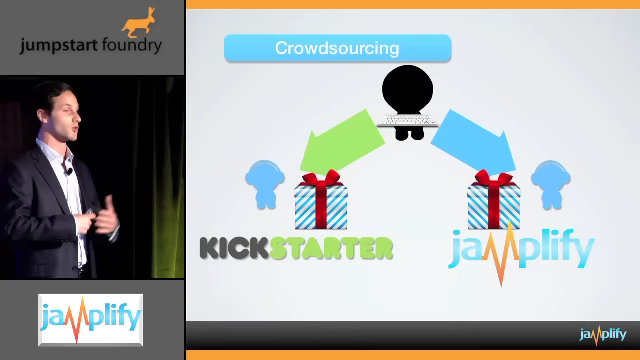 jumpstart foundry
jamplify
Crowdsourcing
KICKSTARTER
jamplify
jamplify